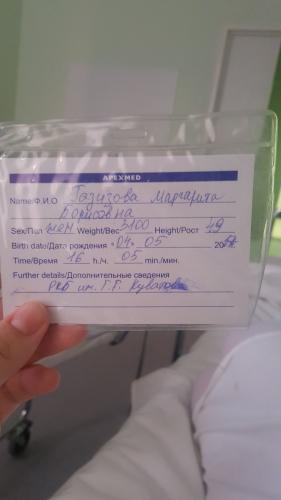 APEXMED
Name/Ф.И.О Газизова Маргарита
Борисовна
Sex/Пол жен Weight/Вес 3100 Height/Рост 49
Birth date/Дата рождения 04 05 20
Time/Время 16 h./ч. 05 min./мин.
Further details/Дополнительные сведения
РКБ им. Г.Г. Куватова